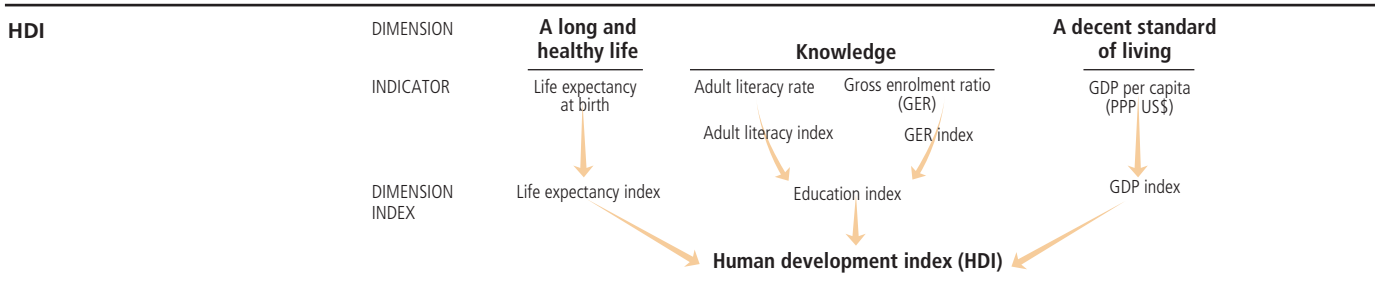 HDI
DIMENSION
A long and
healthy life
Knowledge
A decent standard
of living
INDICATOR
Life expectancy
at birth
Adult literacy rate
Gross enrolment ratio
(GER)
GDP per capita
(PPP US$)
Adult literacy index
GER index
DIMENSION
INDEX
Life expectancy index
Education index
GDP index
Human development index (HDI)